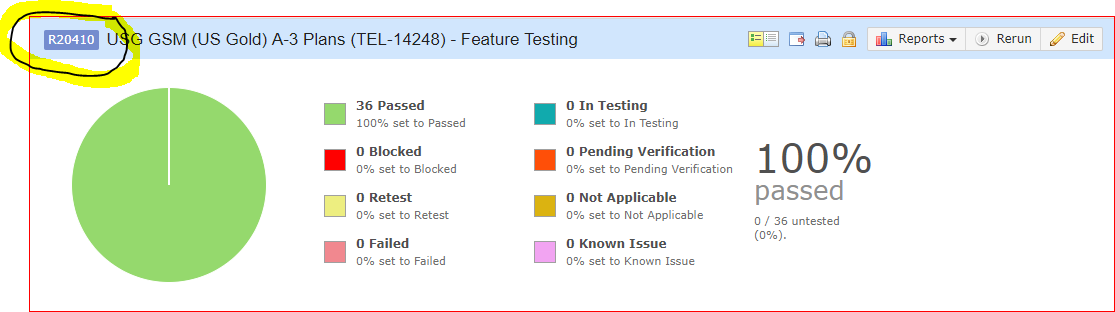 R20410 USG GSM (US Gold) A-3 Plans (TEL-14248) - Feature Testing Reports Rerun Edit
36 Passed
100% set to Passed
0 Blocked
0% set to Blocked
0 Retest
0% set to Retest
0 Failed
0% set to Failed
0 In Testing
0% set to In Testing
0 Pending Verification
0% set to Pending Verification
0 Not Applicable
0% set to Not Applicable
0 Known Issue
0% set to Known Issue
100%
passed
0 / 36 untested
(0%).